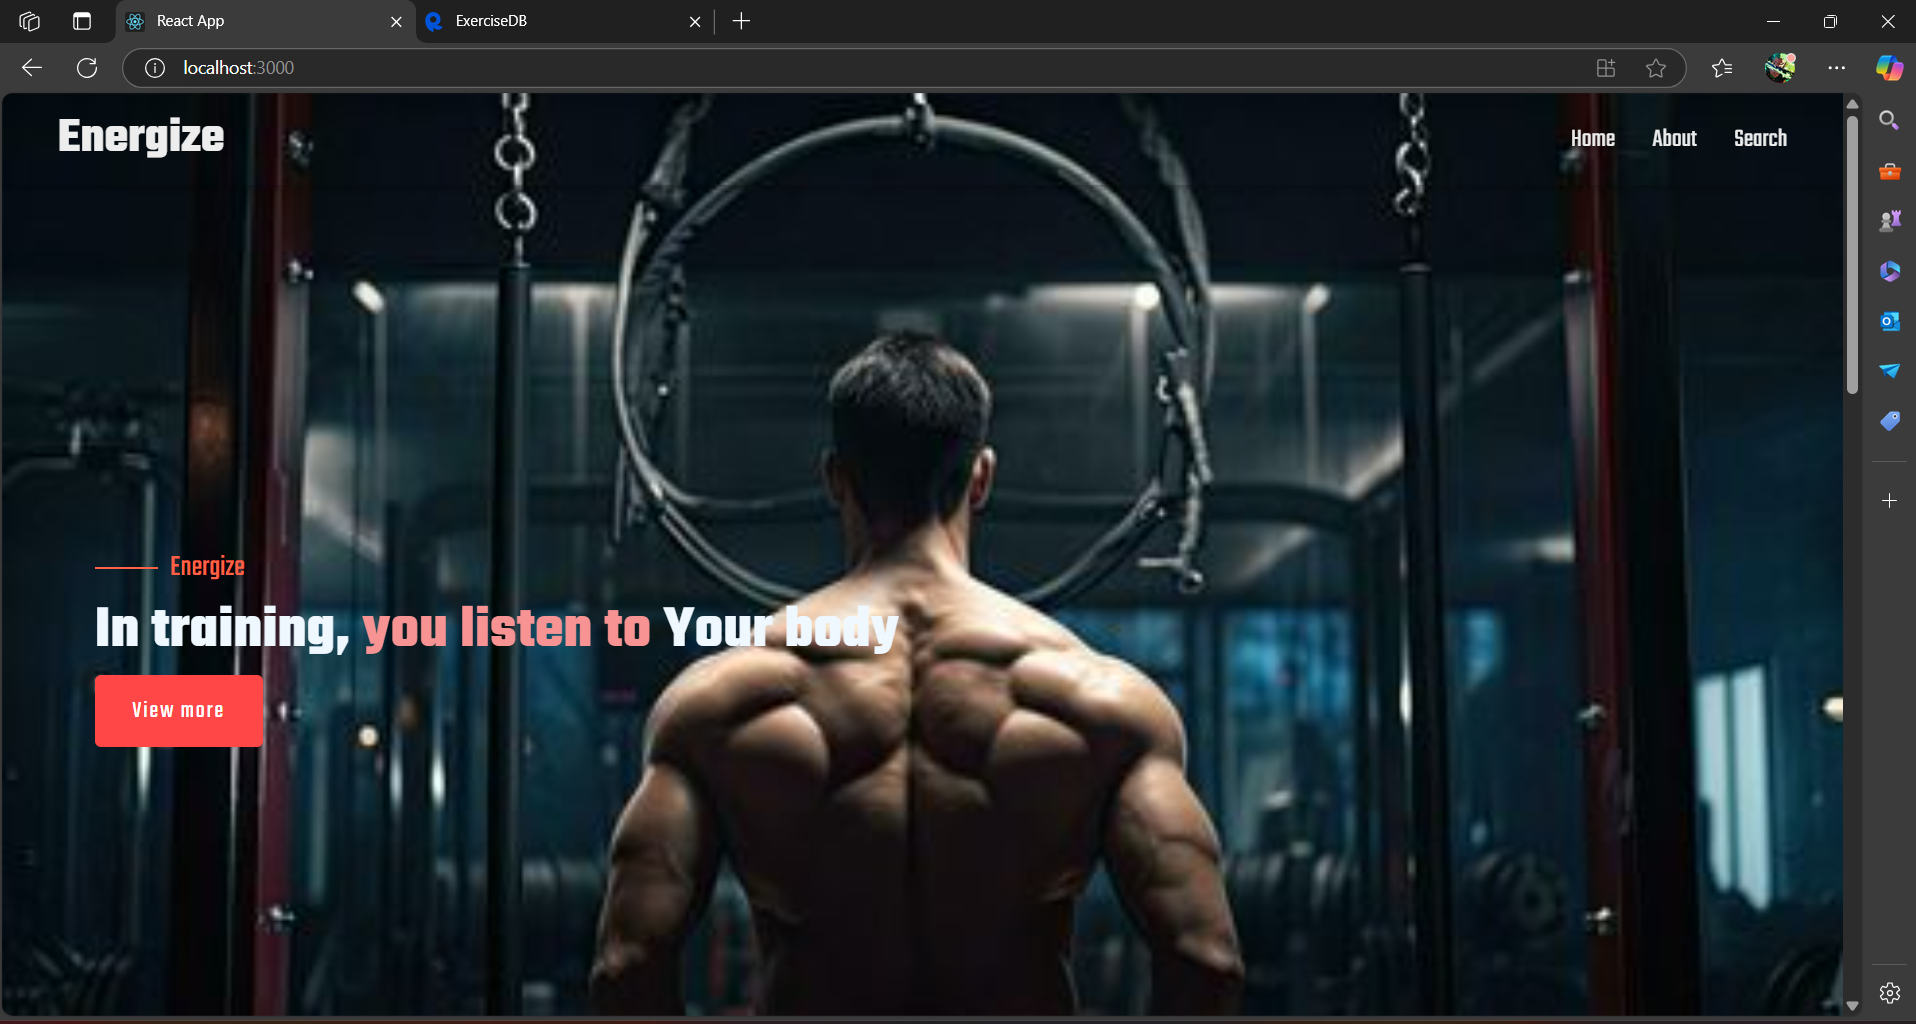 React App
ExerciseDB
localhost:3000
Energize
Home About Search
Energize
In training, you listen to Your body
View more